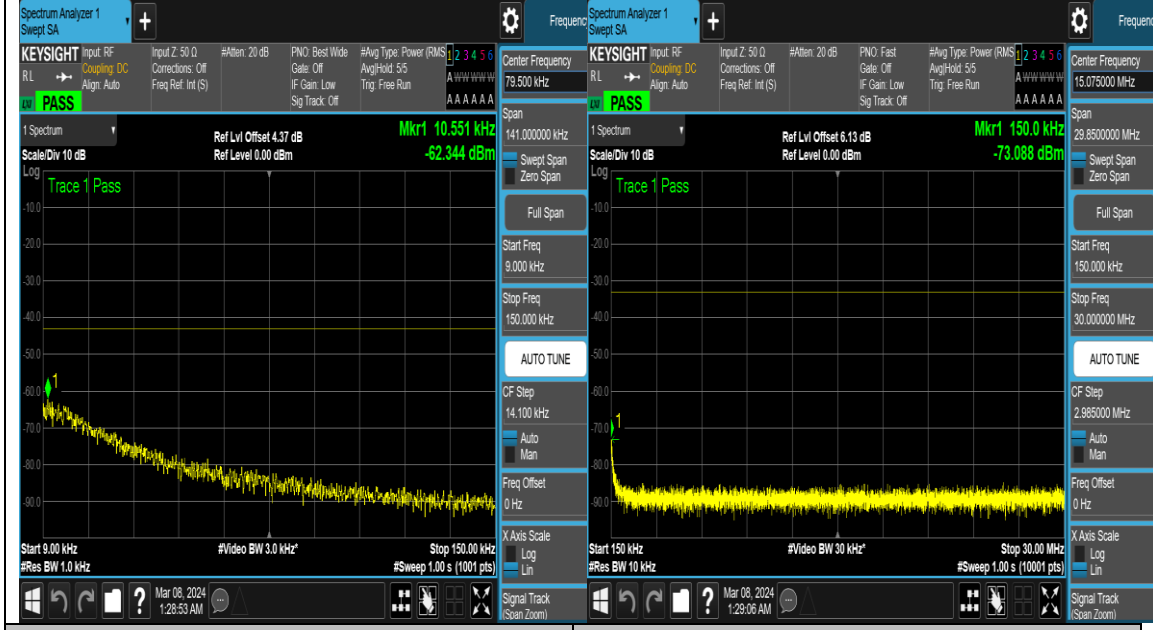 Spectrum Analyzer 1
Swept SA
+
Frequenc
KEYSIGHT
RL
Input: RF
Coupling: DC
Align: Auto
Input Z: 50 Ω
Corrections: Off
Freq Ref: Int (S)
#Atten: 20 dB
PNO: Best Wide
Gate: Off
IF Gain: Low
Sig Track: Off
#Avg Type: Power (RMS
Avg|Hold: 5/5
Trig: Free Run
1 2 3 4 5 6
A W W W W W
A A A A A A
LXI PASS
1 Spectrum
Scale/Div 10 dB
Ref Lvl Offset 4.37 dB
Ref Level 0.00 dBm
Mkr1 10.551 kHz
-62.344 dBm
Log
Trace 1 Pass
-10.0
-20.0
-30.0
-40.0
-50.0
-60.0
-70.0
-80.0
-90.0
1
Start 9.00 kHz
#Res BW 1.0 kHz
#Video BW 3.0 kHz*
Stop 150.00 kHz
#Sweep 1.00 s (1001 pts)
Center Frequency
79.500 kHz
Span
141.000000 kHz
Swept Span
Zero Span
Full Span
Start Freq
9.000 kHz
Stop Freq
150.000 kHz
AUTO TUNE
CF Step
14.100 kHz
Auto
Man
Freq Offset
0 Hz
X Axis Scale
Log
Lin
Signal Track
(Span Zoom)
?
Mar 08, 2024
1:28:53 AM
Spectrum Analyzer 1
Swept SA
+
Frequenc
KEYSIGHT
RL
Input: RF
Coupling: DC
Align: Auto
Input Z: 50 Ω
Corrections: Off
Freq Ref: Int (S)
#Atten: 20 dB
PNO: Fast
Gate: Off
IF Gain: Low
Sig Track: Off
#Avg Type: Power (RMS
Avg|Hold: 5/5
Trig: Free Run
1 2 3 4 5 6
A W W W W W
A A A A A A
LXI PASS
1 Spectrum
Scale/Div 10 dB
Ref Lvl Offset 6.13 dB
Ref Level 0.00 dBm
Mkr1 150.0 kHz
-73.088 dBm
Log
Trace 1 Pass
-10.0
-20.0
-30.0
-40.0
-50.0
-60.0
-70.0
-80.0
-90.0
1
Start 150 kHz
#Res BW 10 kHz
#Video BW 30 kHz*
Stop 30.00 MHz
#Sweep 1.00 s (10001 pts)
Center Frequency
15.075000 MHz
Span
29.8500000 MHz
Swept Span
Zero Span
Full Span
Start Freq
150.000 kHz
Stop Freq
30.000000 MHz
AUTO TUNE
CF Step
2.985000 MHz
Auto
Man
Freq Offset
0 Hz
X Axis Scale
Log
Lin
Signal Track
(Span Zoom)
?
Mar 08, 2024
1:29:06 AM